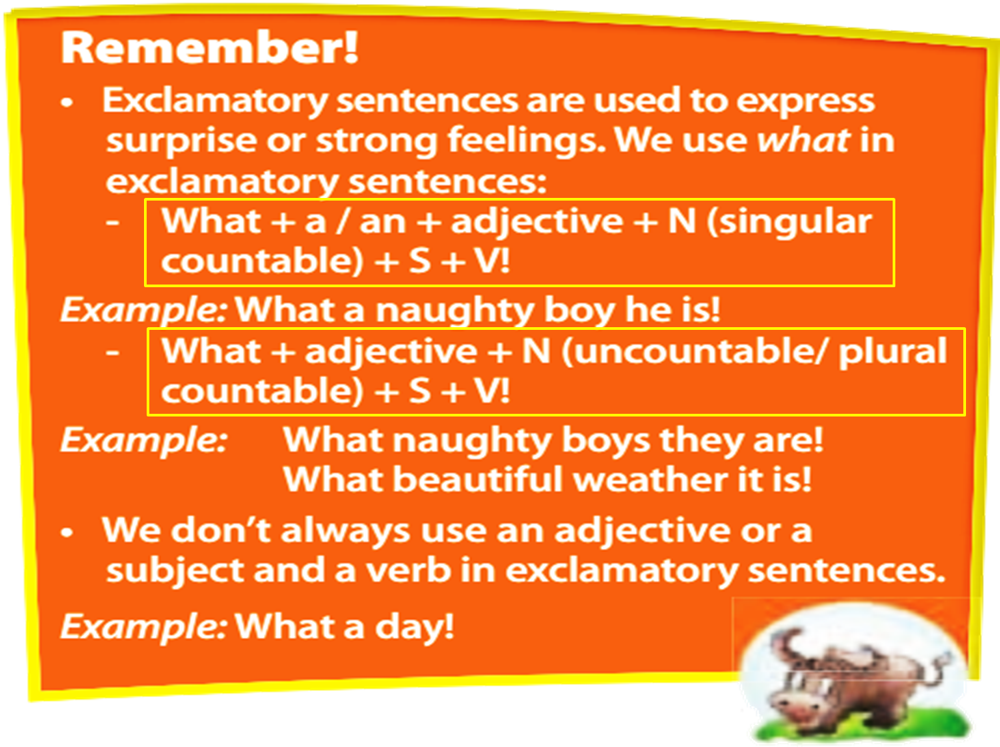 Remember!
• Exclamatory sentences are used to express
surprise or strong feelings. We use what in
exclamatory sentences:
- What + a / an + adjective + N (singular
countable) + S + V!
Example: What a naughty boy he is!
- What + adjective + N (uncountable/ plural
countable) + S + V!
Example: What naughty boys they are!
What beautiful weather it is!
• We don’t always use an adjective or a
subject and a verb in exclamatory sentences.
Example: What a day!